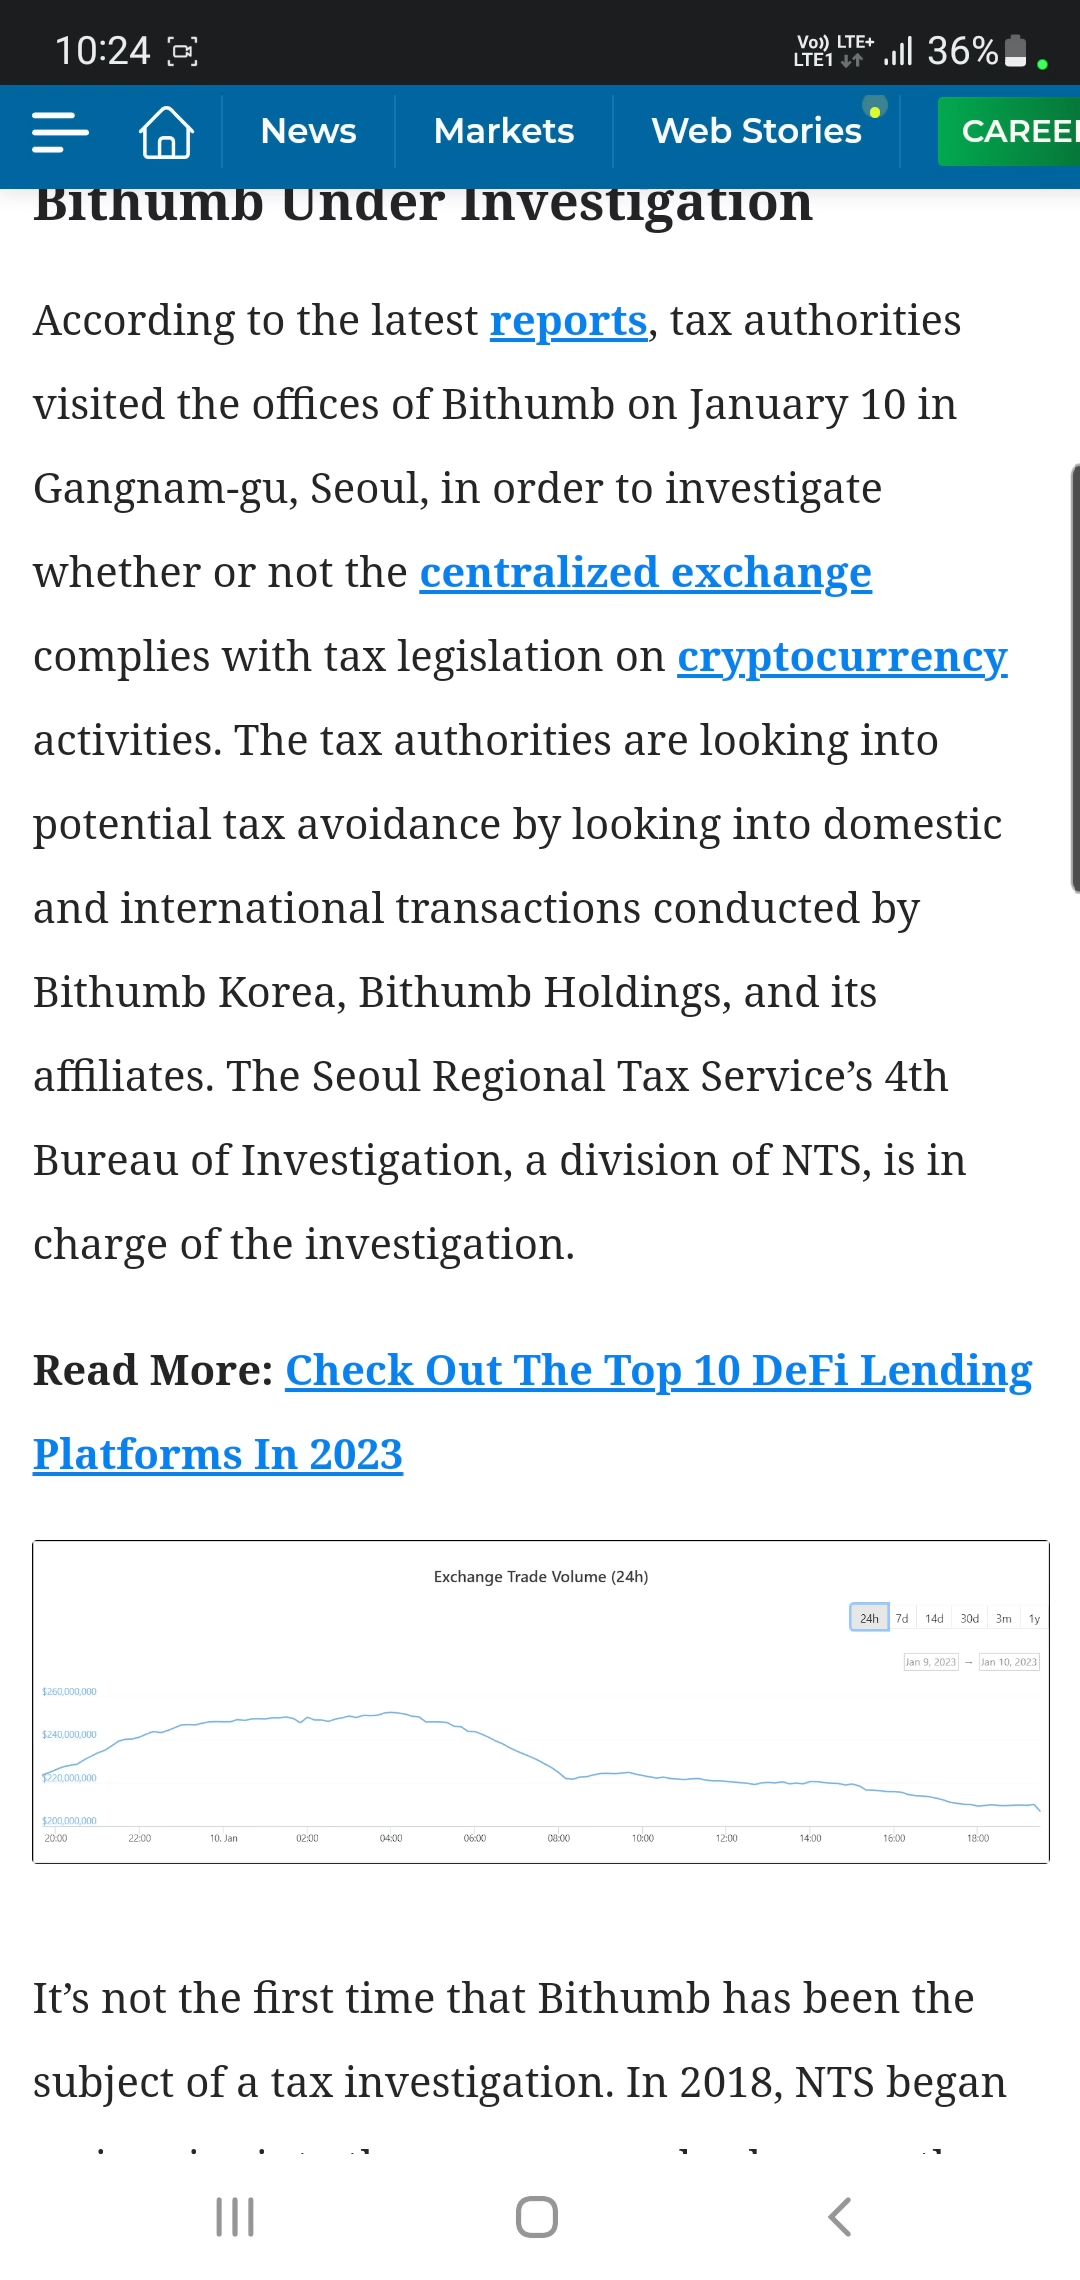 10:24 Vo)) LTE+ LTE1 36%
News Markets Web Stories CAREE
Bithumb Under Investigation
According to the latest reports, tax authorities
visited the offices of Bithumb on January 10 in
Gangnam-gu, Seoul, in order to investigate
whether or not the centralized exchange
complies with tax legislation on cryptocurrency
activities. The tax authorities are looking into
potential tax avoidance by looking into domestic
and international transactions conducted by
Bithumb Korea, Bithumb Holdings, and its
affiliates. The Seoul Regional Tax Service’s 4th
Bureau of Investigation, a division of NTS, is in
charge of the investigation.
Read More: Check Out The Top 10 DeFi Lending
Platforms In 2023
Exchange Trade Volume (24h)
24h 7d 14d 30d 3m 1y
Jan 9, 2023 → Jan 10, 2023
$260,000,000
$240,000,000
$220,000,000
$200,000,000
20:00 22:00 10. Jan 02:00 04:00 06:00 08:00 10:00 12:00 14:00 16:00 18:00
It’s not the first time that Bithumb has been the
subject of a tax investigation. In 2018, NTS began